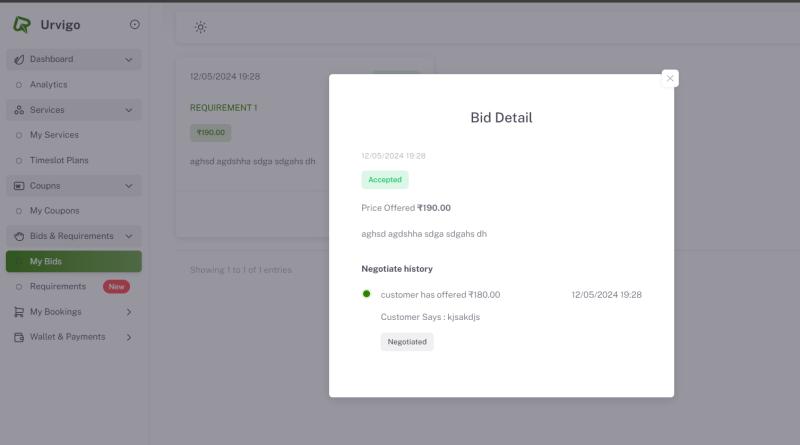 Urvigo
Dashboard
Analytics
Services
My Services
Timeslot Plans
Coupns
My Coupons
Bids & Requirements
My Bids
Requirements New
My Bookings
Wallet & Payments
12/05/2024 19:28
REQUIREMENT 1
₹190.00
aghsd agdshha sdga sdgahs dh
Showing 1 to 1 of 1 entries
Bid Detail
12/05/2024 19:28
Accepted
Price Offered ₹190.00
aghsd agdshha sdga sdgahs dh
Negotiate history
customer has offered ₹180.00 12/05/2024 19:28
Customer Says : kjsakdjs
Negotiated